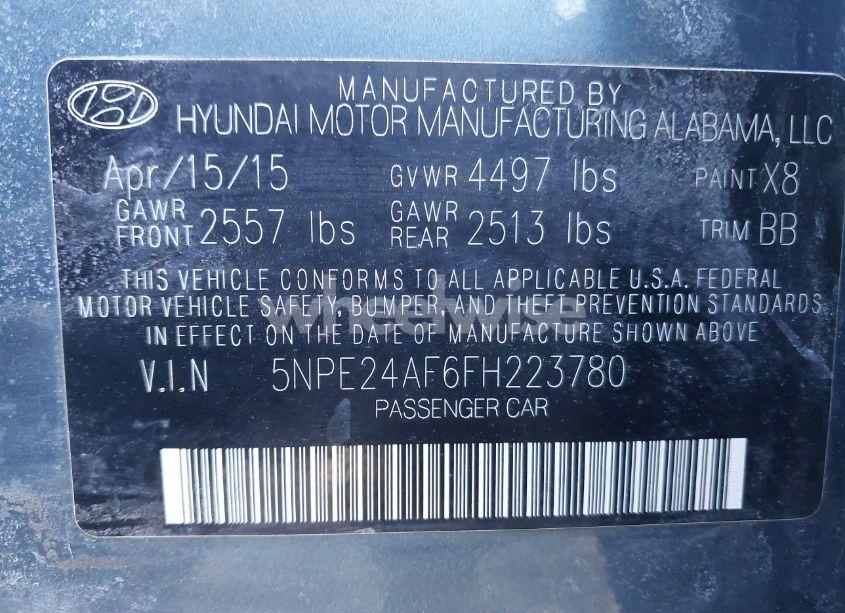 MANUFACTURED BY
HYUNDAI MOTOR MANUFACTURING ALABAMA, LLC
Apr/15/15 GVWR 4497 lbs PAINT X8
GAWR FRONT 2557 lbs GAWR REAR 2513 lbs TRIM BB
THIS VEHICLE CONFORMS TO ALL APPLICABLE U.S.A. FEDERAL
MOTOR VEHICLE SAFETY, BUMPER, AND THEFT PREVENTION STANDARDS
IN EFFECT ON THE DATE OF MANUFACTURE SHOWN ABOVE.
wheelwise
V.I.N 5NPE24AF6FH223780
PASSENGER CAR